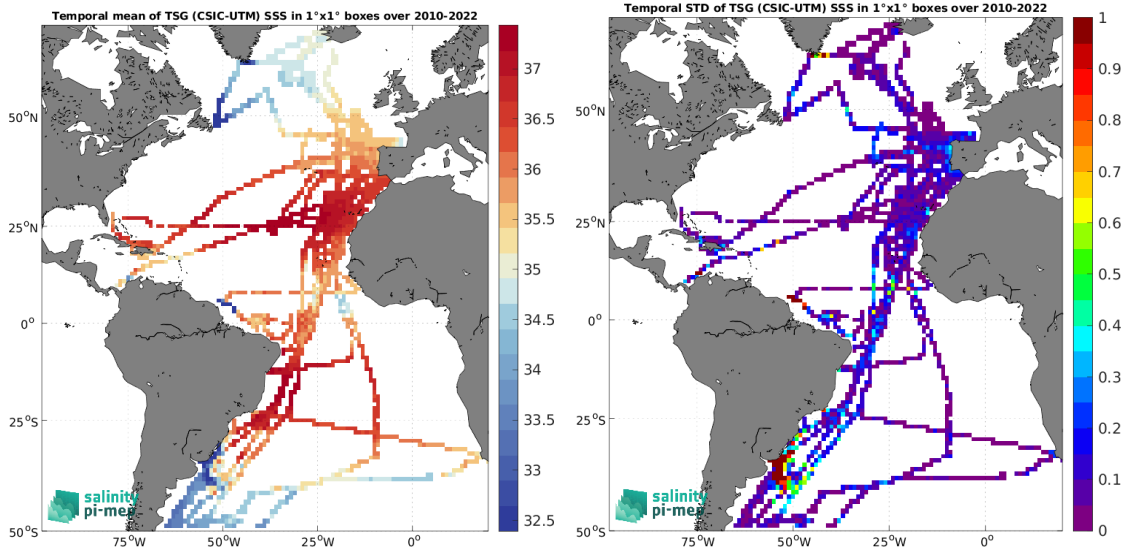 Temporal mean of TSG (CSIC-UTM) SSS in 1°x1° boxes over 2010-2022
Temporal STD of TSG (CSIC-UTM) SSS in 1°x1° boxes over 2010-2022
50°N
25°N
0°
25°S
50°S
75°W
50°W
25°W
0°
37
36.5
36
35.5
35
34.5
34
33.5
33
32.5
salinity
pi-mep
50°N
25°N
0°
25°S
50°S
75°W
50°W
25°W
0°
1
0.9
0.8
0.7
0.6
0.5
0.4
0.3
0.2
0.1
0
salinity
pi-mep